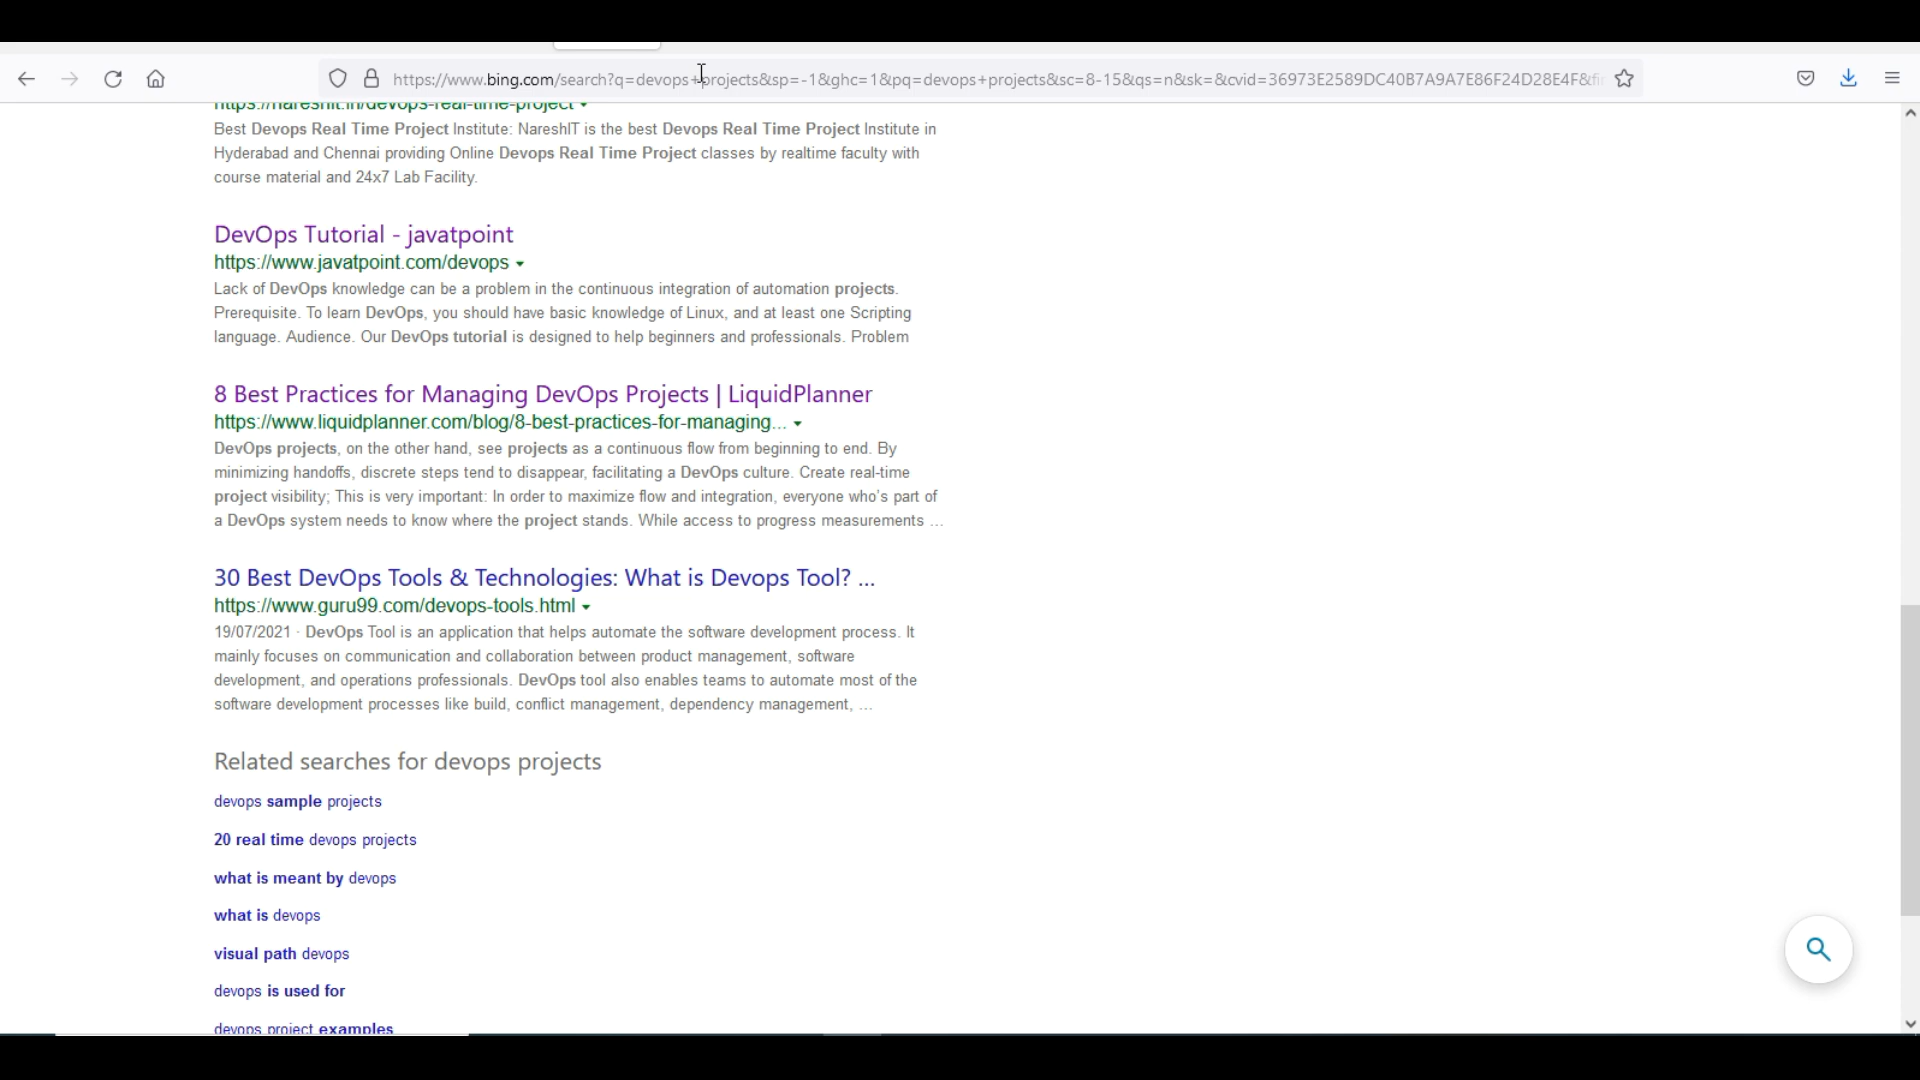 https://www.bing.com/search?q=devops+projects&sp=-1&ghc=1&pq=devops+projects&sc=8-15&qs=n&sk=&cvid=36973E2589DC40B7A9A7E86F24D28E4F&
https://nareshit.in/devops-real-time-project
Best Devops Real Time Project Institute: NareshIT is the best Devops Real Time Project Institute in
Hyderabad and Chennai providing Online Devops Real Time Project classes by realtime faculty with
course material and 24x7 Lab Facility.
DevOps Tutorial - javatpoint
https://www.javatpoint.com/devops
Lack of DevOps knowledge can be a problem in the continuous integration of automation projects.
Prerequisite. To learn DevOps, you should have basic knowledge of Linux, and at least one Scripting
language. Audience. Our DevOps tutorial is designed to help beginners and professionals. Problem
8 Best Practices for Managing DevOps Projects | LiquidPlanner
https://www.liquidplanner.com/blog/8-best-practices-for-managing...
DevOps projects, on the other hand, see projects as a continuous flow from beginning to end. By
minimizing handoffs, discrete steps tend to disappear, facilitating a DevOps culture. Create real-time
project visibility; This is very important: In order to maximize flow and integration, everyone who's part of
a DevOps system needs to know where the project stands. While access to progress measurements ...
30 Best DevOps Tools & Technologies: What is Devops Tool? ...
https://www.guru99.com/devops-tools.html
19/07/2021 · DevOps Tool is an application that helps automate the software development process. It
mainly focuses on communication and collaboration between product management, software
development, and operations professionals. DevOps tool also enables teams to automate most of the
software development processes like build, conflict management, dependency management, ...
Related searches for devops projects
devops sample projects
20 real time devops projects
what is meant by devops
what is devops
visual path devops
devops is used for
devops project examples